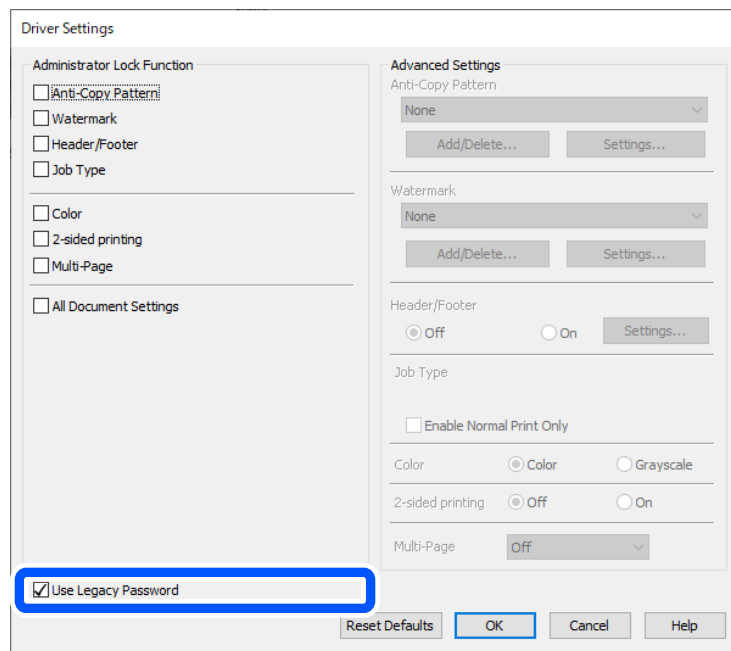 Driver Settings
Administrator Lock Function
Anti-Copy Pattern
Watermark
Header/Footer
Job Type
Color
2-sided printing
Multi-Page
All Document Settings
Use Legacy Password
Advanced Settings
Anti-Copy Pattern
None
Add/Delete... Settings...
Watermark
None
Add/Delete... Settings...
Header/Footer
Off On Settings...
Job Type
Enable Normal Print Only
Color Color Grayscale
2-sided printing Off On
Multi-Page Off
Reset Defaults OK Cancel Help